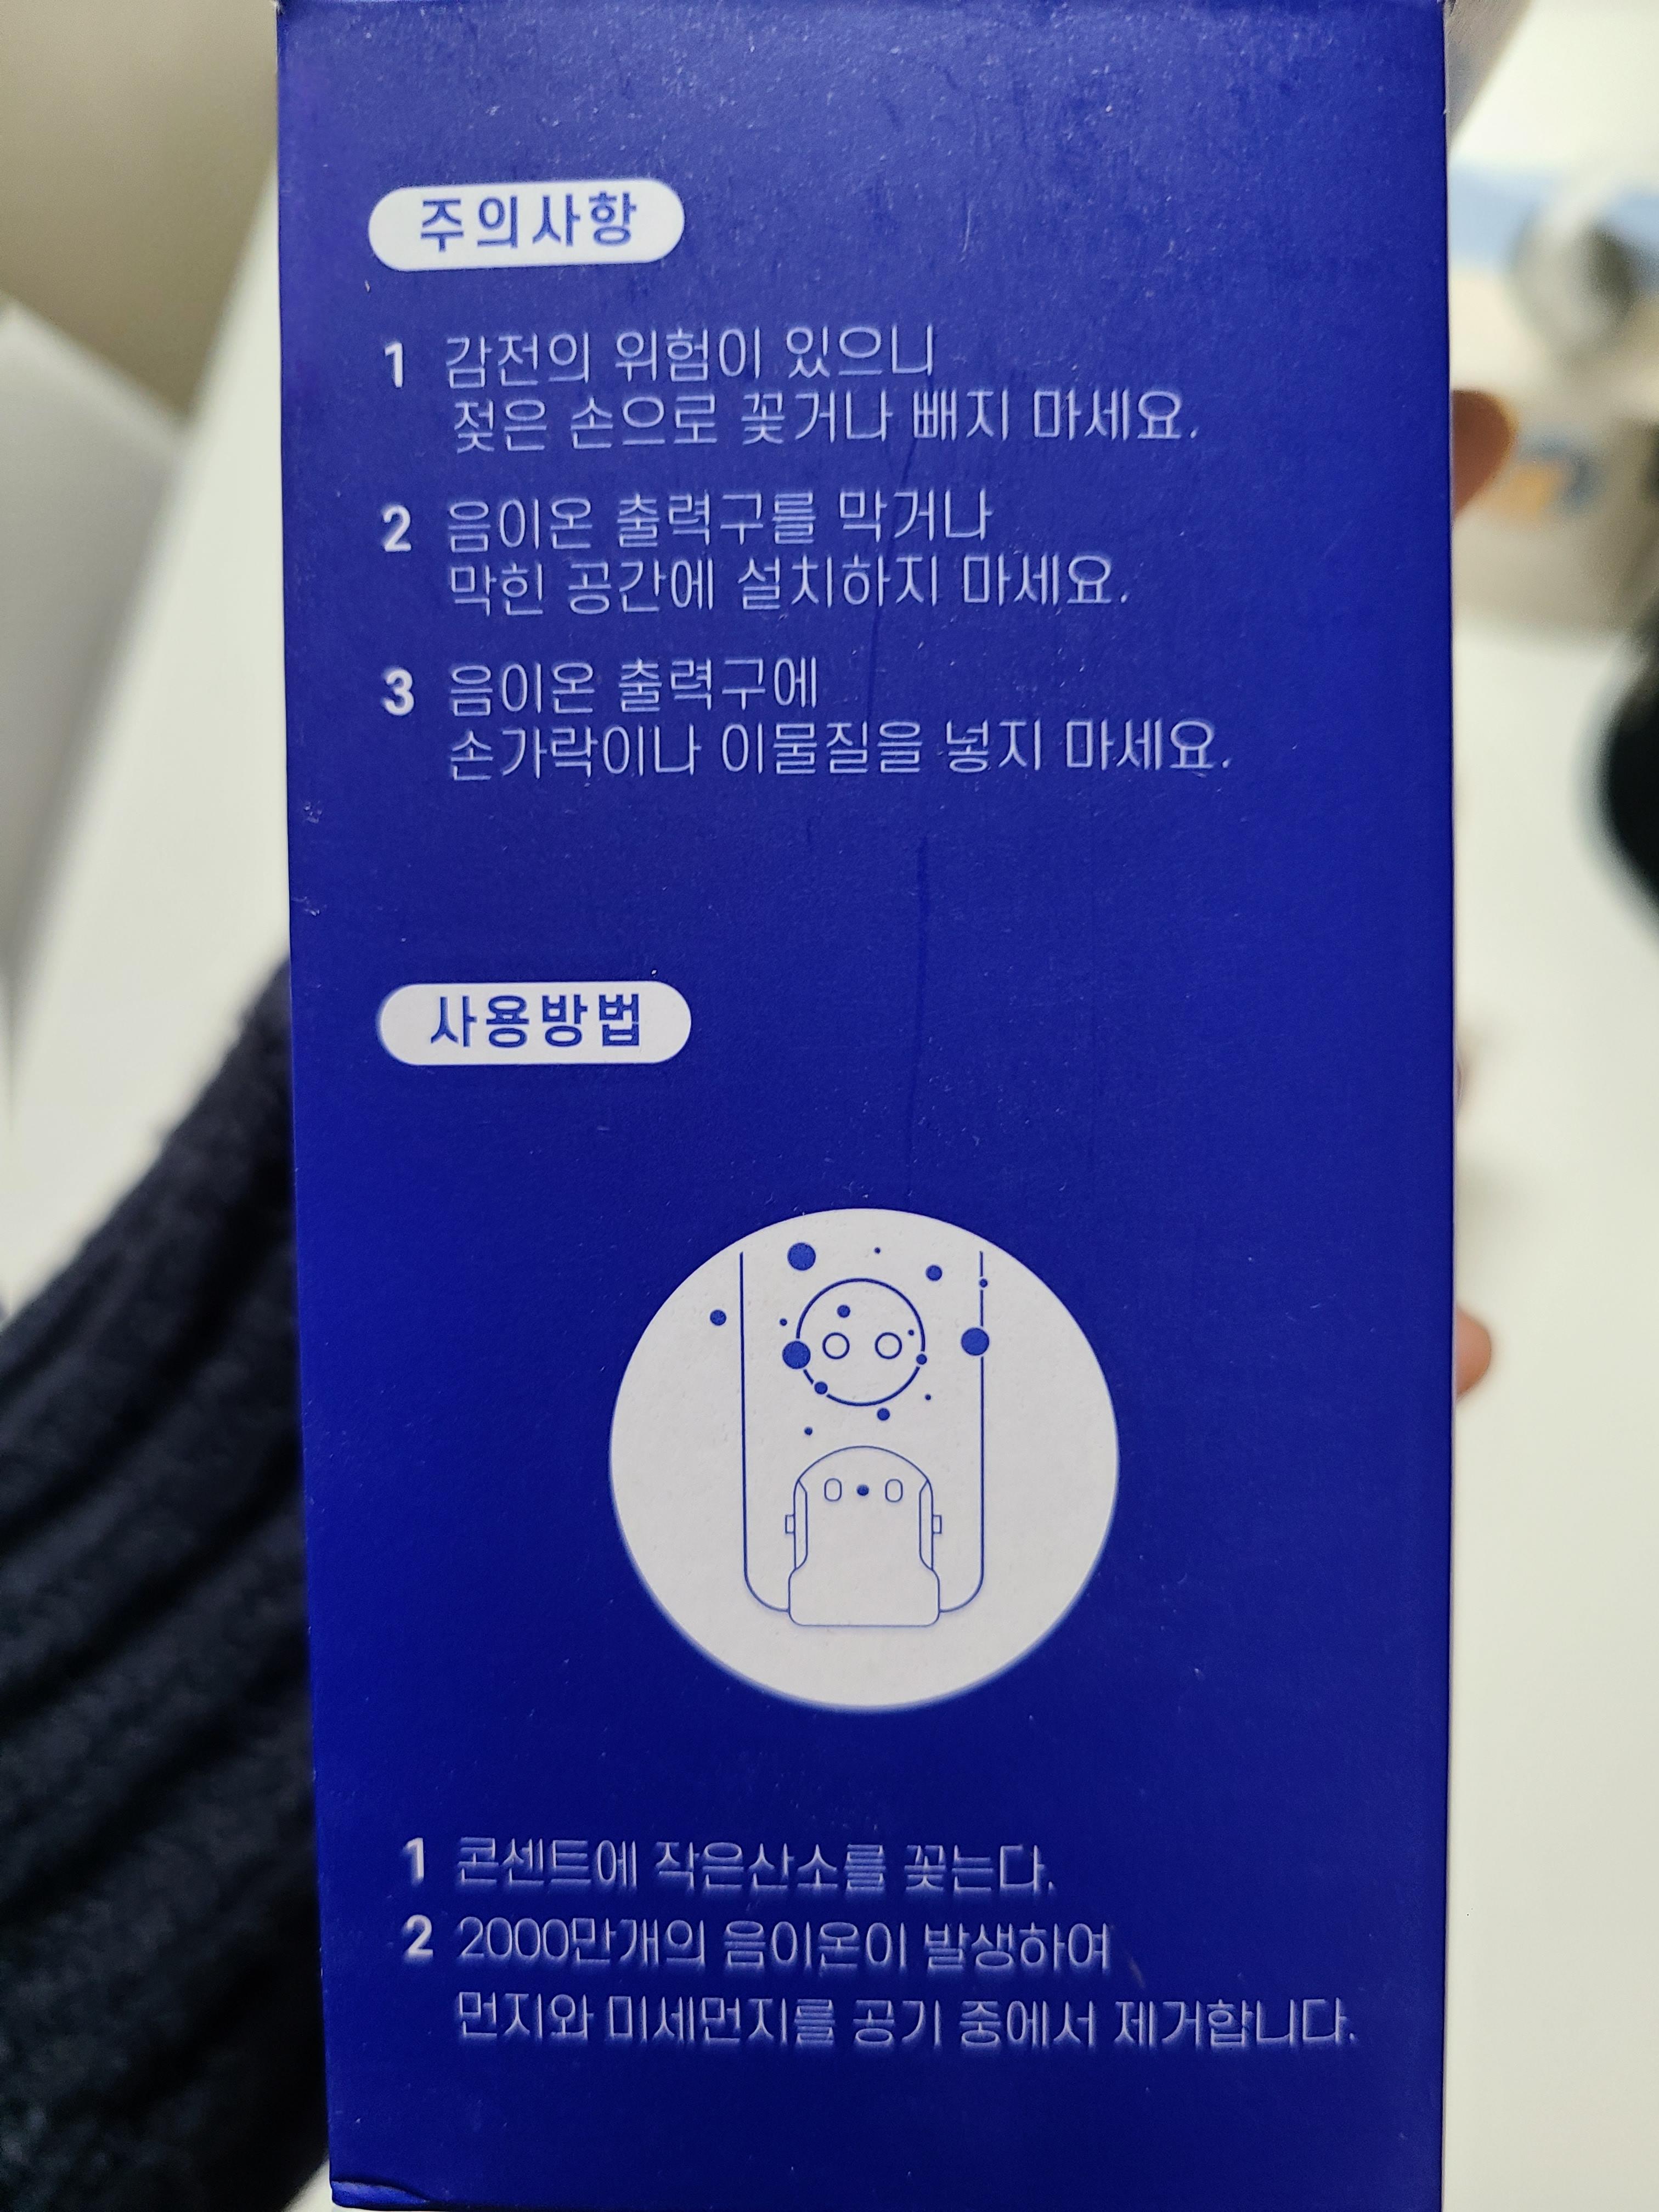 주의사항
1 감전의 위험이 있으니
젖은 손으로 꽃거나 빼지 마세요.
2 음이온 출력구를 막거나
막힌 공간에 설치하지 마세요.
3 음이온 출력구에
손가락이나 이물질을 넣지 마세요.
사용방법
1 콘센트에 작은산소를 꽃는다.
2 2000만개의 음이온이 발생하여
먼지와 미세먼지를 공기 중에서 제거합니다.